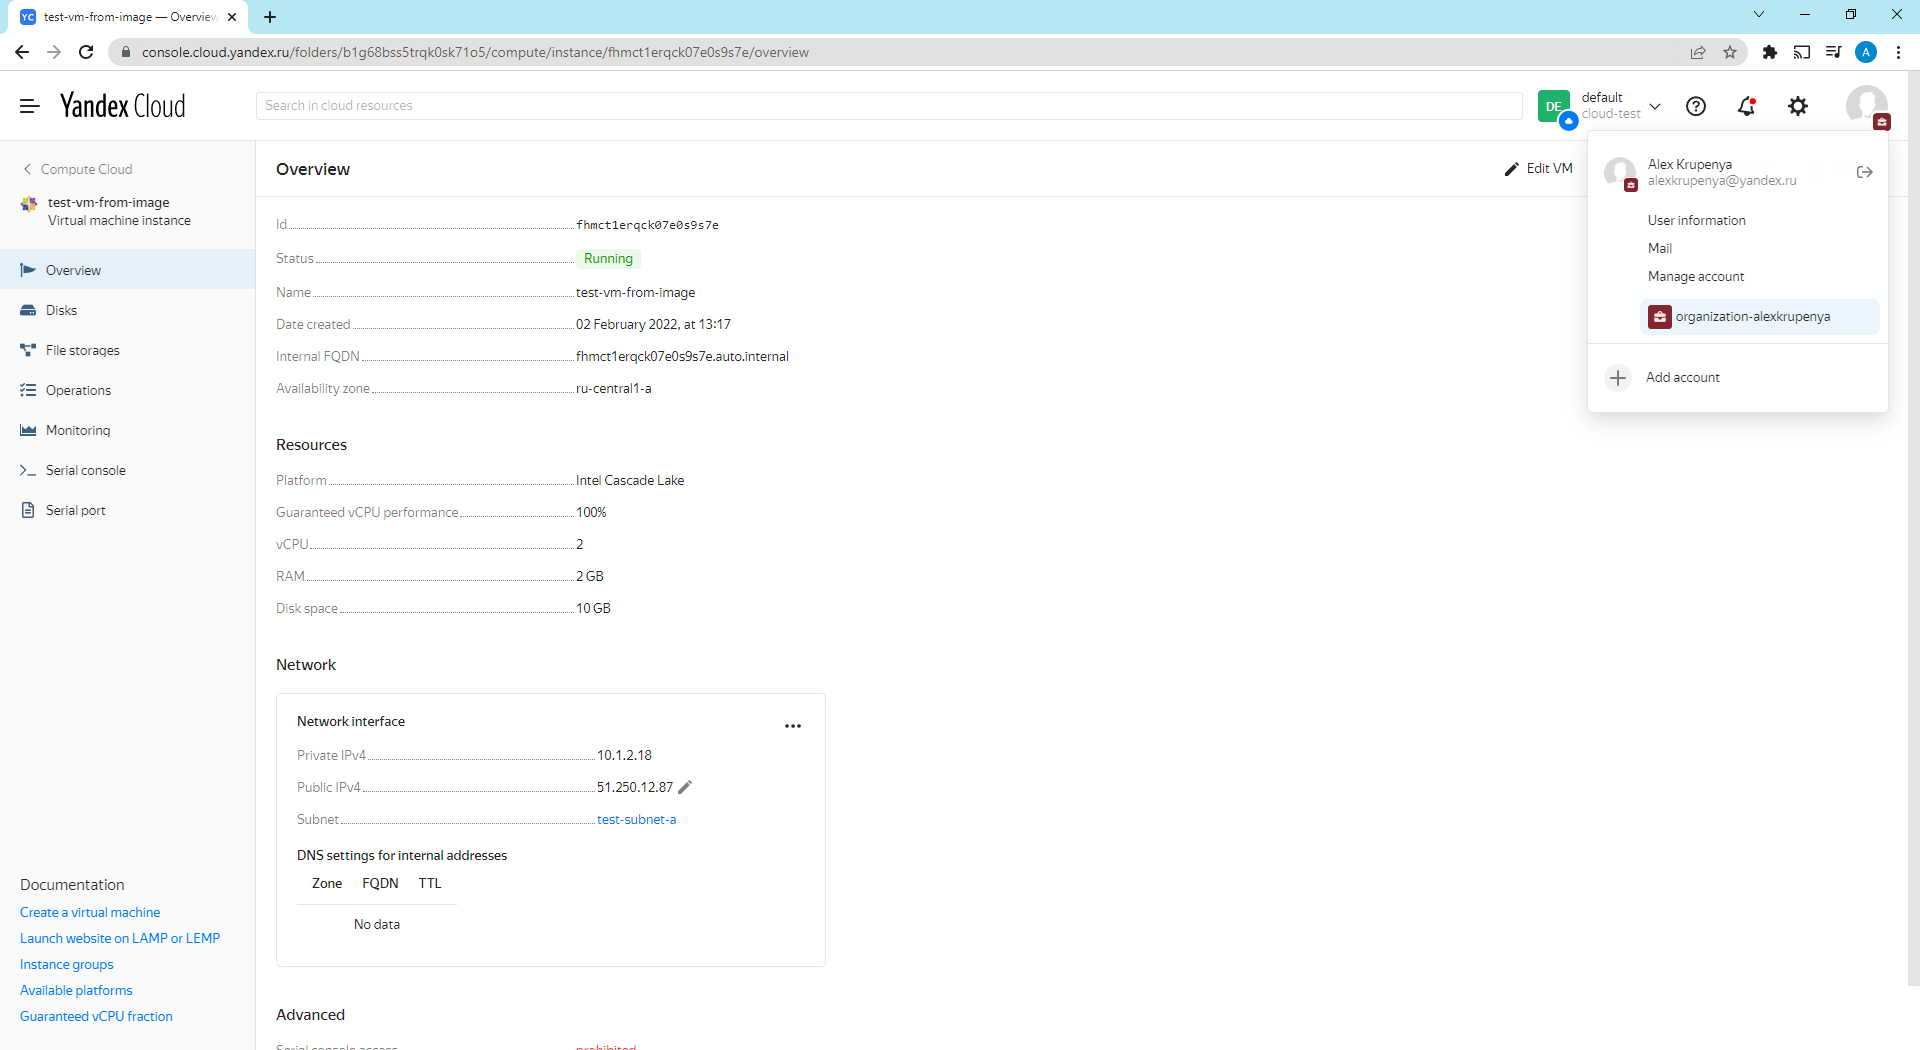 YC test-vm-from-image — Overview
console.cloud.yandex.ru/folders/b1g68bss5trqk0sk71o5/compute/instance/fhmct1erqck07e0s9s7e/overview
A
Yandex Cloud
Search in cloud resources
DE
default
cloud-test
Compute Cloud
test-vm-from-image
Virtual machine instance
Overview
Disks
File storages
Operations
Monitoring
Serial console
Serial port
Documentation
Create a virtual machine
Launch website on LAMP or LEMP
Instance groups
Available platforms
Guaranteed vCPU fraction
Overview
Edit VM
Id fhmct1erqck07e0s9s7e
Status Running
Name test-vm-from-image
Date created 02 February 2022, at 13:17
Internal FQDN fhmct1erqck07e0s9s7e.auto.internal
Availability zone ru-central1-a
Resources
Platform Intel Cascade Lake
Guaranteed vCPU performance 100%
vCPU 2
RAM 2 GB
Disk space 10 GB
Network
Network interface
Private IPv4 10.1.2.18
Public IPv4 51.250.12.87
Subnet test-subnet-a
DNS settings for internal addresses
Zone FQDN TTL
No data
Advanced
Serial console access prohibited
Alex Krupenya
alexkrupenya@yandex.ru
User information
Mail
Manage account
organization-alexkrupenya
Add account